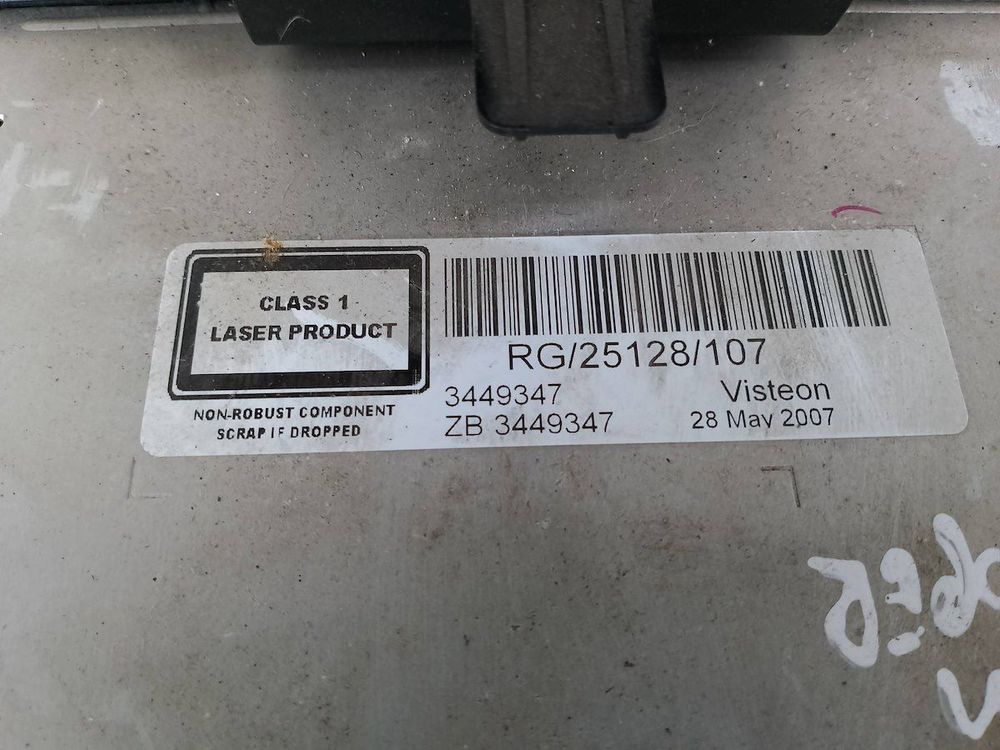 CLASS 1
LASER PRODUCT
NON-ROBUST COMPONENT
SCRAP IF DROPPED
RG/25128/107
3449347 Visteon
ZB 3449347 28 May 2007